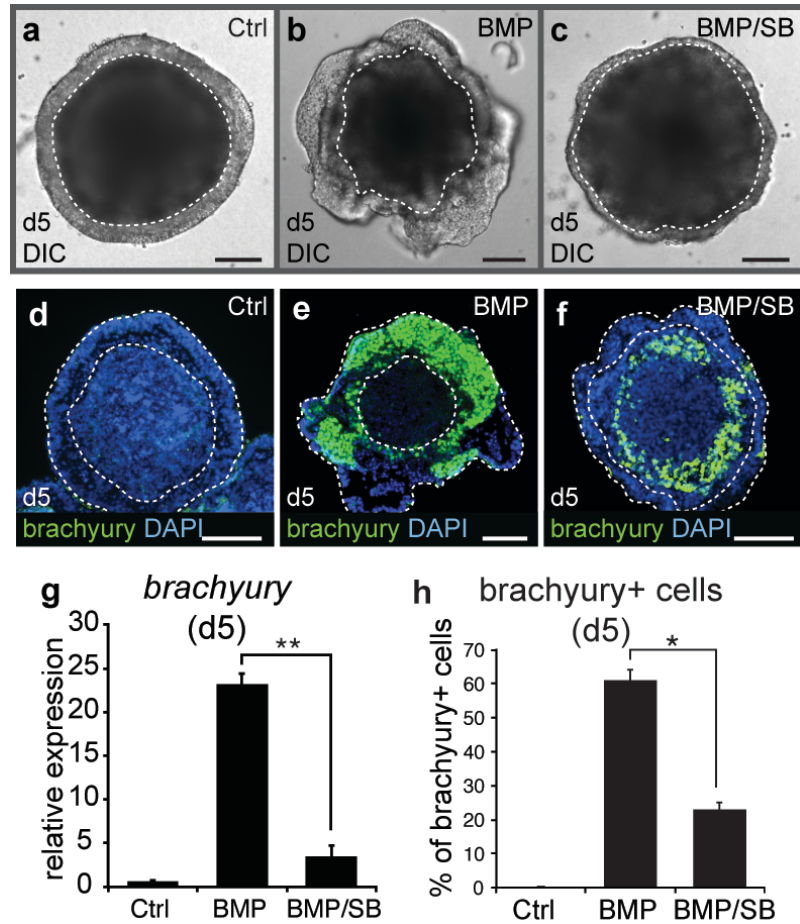 a
Ctrl
d5
DIC
b
BMP
d5
DIC
c
BMP/SB
d5
DIC
d
Ctrl
d5
brachyury DAPI
e
BMP
d5
brachyury DAPI
f
BMP/SB
d5
brachyury DAPI
g
brachyury
(d5)
relative expression
30
25
20
15
10
5
0
**
Ctrl
BMP
BMP/SB
h
brachyury+ cells
(d5)
% of brachyury+ cells
70
60
50
40
30
20
10
0
*
Ctrl
BMP
BMP/SB